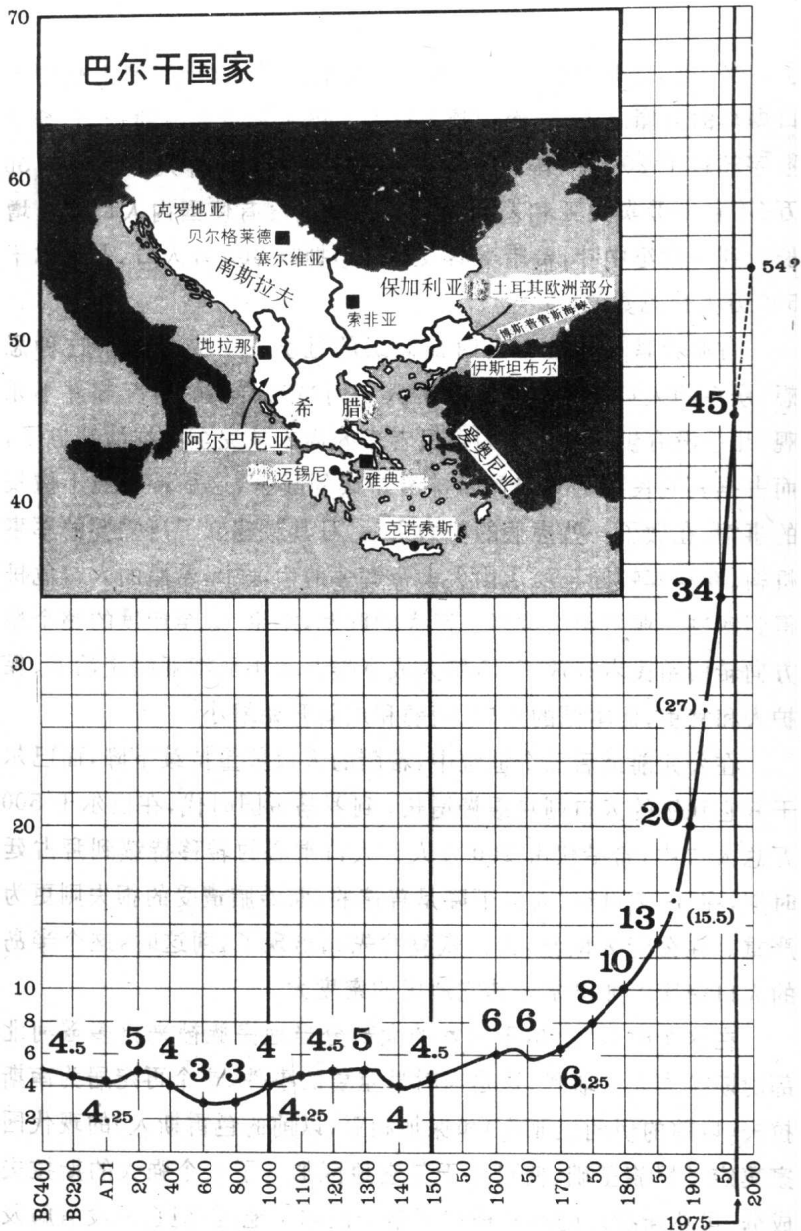 70
巴尔干国家
60
克罗地亚
贝尔格莱德
塞尔维亚
南斯拉夫
保加利亚
土耳其欧洲部分
54?
索非亚
博斯普鲁斯海峡
50
地拉那
伊斯坦布尔
希 腊
45
阿尔巴尼亚
爱奥尼亚
迈锡尼
雅典
40
克诺索斯
34
30
(27)
20
20
(15.5)
13
10
10
8
8
6
6
6
4.5
5
4
3
3
4
4.5
5
4.5
6.25
4
4.25
4.25
4
2
BC400
BC200
AD1
200
400
600
800
1000
1100
1200
1300
1400
1500
50
1600
50
1700
50
1800
50
1900
50
2000
1975